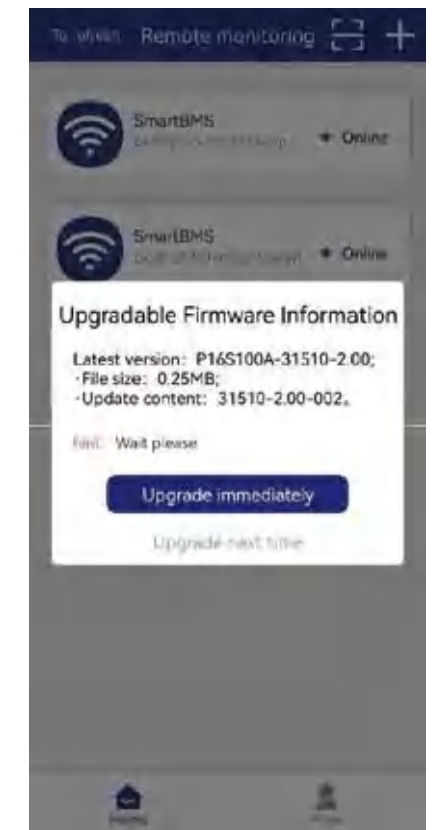 Remote monitoring
SmartBMS
Online
SmartBMS
Online
Upgradable Firmware Information
Latest version: P16S100A-31510-2.00;
·File size: 0.25MB;
·Update content: 31510-2.00-002。
hint: Wait please
Upgrade immediately
Upgrade next time